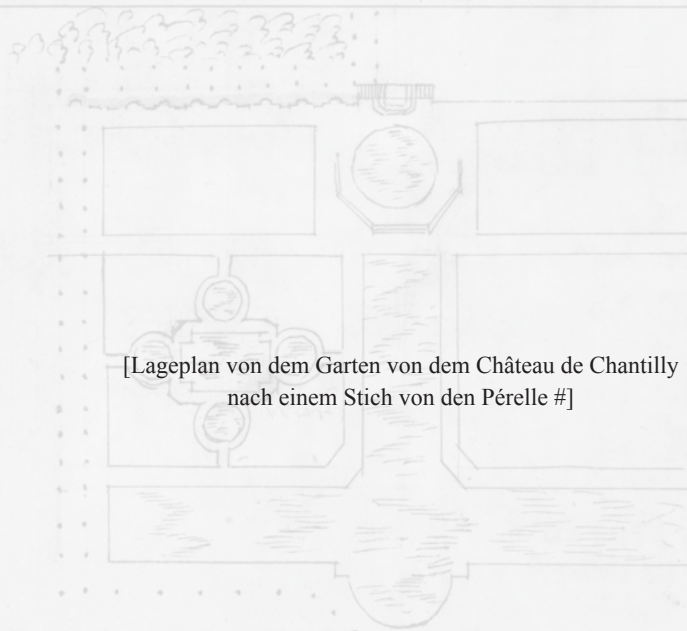 [Lageplan von dem Garten von dem Château de Chantilly
nach einem Stich von den Pérelle #]